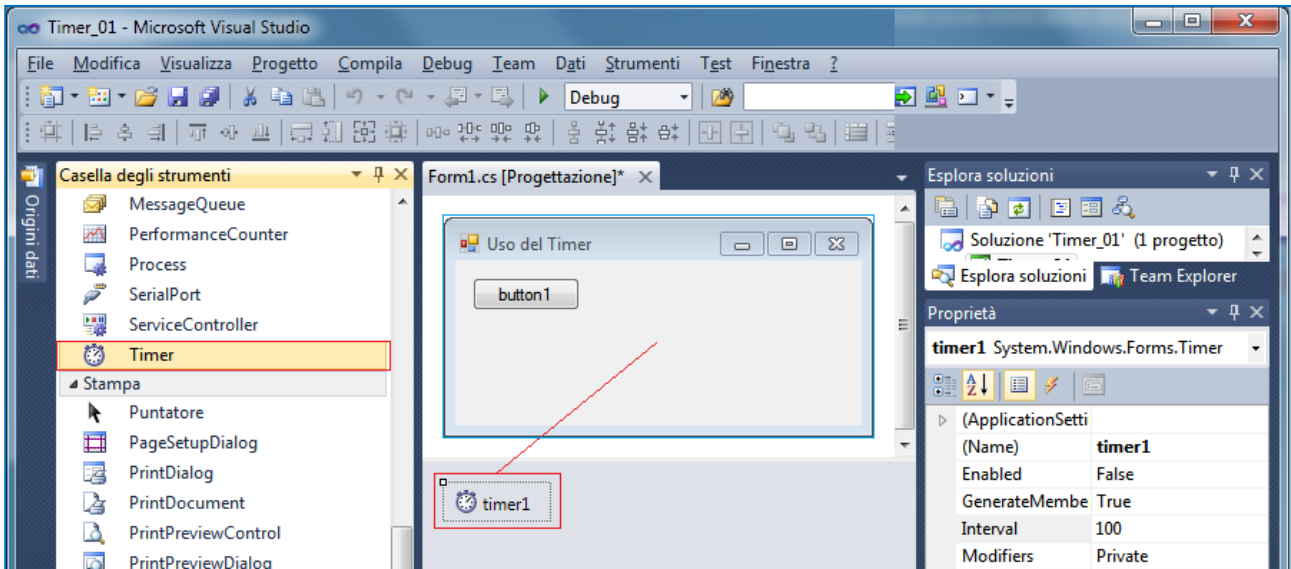 Timer_01 - Microsoft Visual Studio
File Modifica Visualizza Progetto Compila Debug Team Dati Strumenti Test Finestra ?
Debug
Origini dati
Casella degli strumenti
MessageQueue
PerformanceCounter
Process
SerialPort
ServiceController
Timer
Stampa
Puntatore
PageSetupDialog
PrintDialog
PrintDocument
PrintPreviewControl
PrintPreviewDialog
Form1.cs [Progettazione]*
Uso del Timer
button1
timer1
Esplora soluzioni
Soluzione 'Timer_01' (1 progetto)
Esplora soluzioni Team Explorer
Proprietà
timer1 System.Windows.Forms.Timer
(ApplicationSetti
(Name) timer1
Enabled False
GenerateMembe True
Interval 100
Modifiers Private